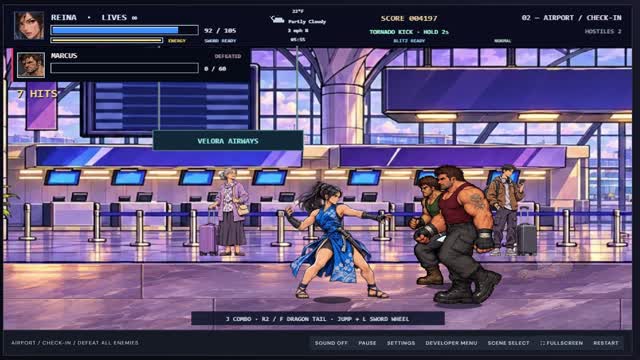 REINA · LIVES ∞
92 / 105
ENERGY
SWORD READY
MARCUS
DEFEATED
0 / 60
7 HITS
22°F
Partly Cloudy
3 mph N
05:55
SCORE 004197
TORNADO KICK · HOLD 2s
BLITZ READY
NORMAL
02 — AIRPORT / CHECK-IN
HOSTILES 2
VELORA AIRWAYS
J COMBO · R2 / F DRAGON TAIL · JUMP + L SWORD WHEEL
AIRPORT / CHECK-IN / DEFEAT ALL ENEMIES
SOUND OFF
PAUSE
SETTINGS
DEVELOPER MENU
SCENE SELECT
FULLSCREEN
RESTART